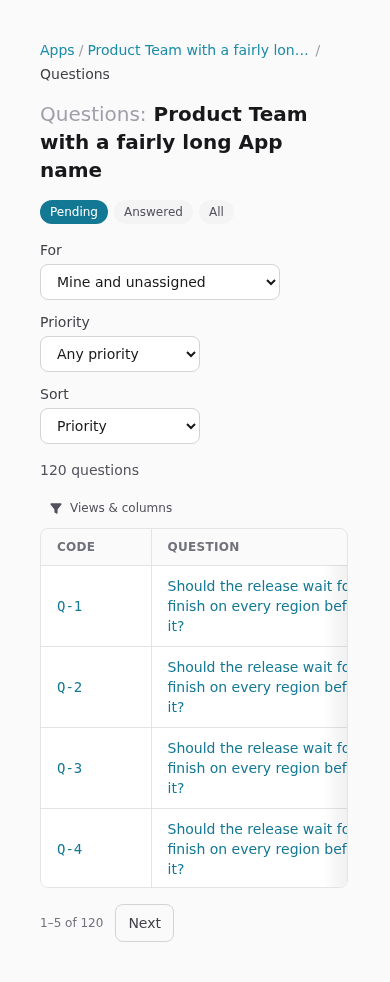 Apps / Product Team with a fairly lon… /
Questions
Questions: Product Team
with a fairly long App
name
Pending Answered All
For
Mine and unassigned
Priority
Any priority
Sort
Priority
120 questions
Views & columns
CODE QUESTION
Should the release wait fo
Q-1 finish on every region bef
it?
Should the release wait fo
Q-2 finish on every region bef
it?
Should the release wait fo
Q-3 finish on every region bef
it?
Should the release wait fo
Q-4 finish on every region bef
it?
1–5 of 120 Next